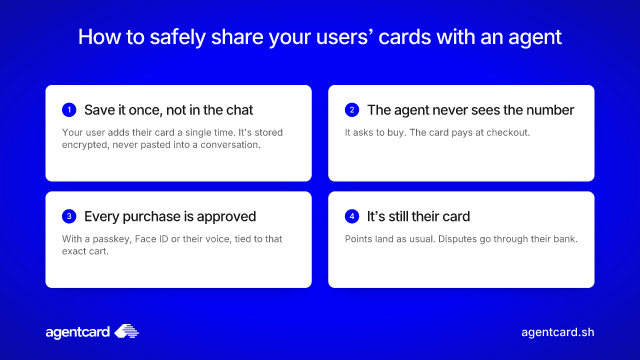 How to safely share your users’ cards with an agent
1 Save it once, not in the chat
Your user adds their card a single time. It's stored
encrypted, never pasted into a conversation.
2 The agent never sees the number
It asks to buy. The card pays at checkout.
3 Every purchase is approved
With a passkey, Face ID or their voice, tied to that
exact cart.
4 It’s still their card
Points land as usual. Disputes go through their bank.
agentcard
agentcard.sh